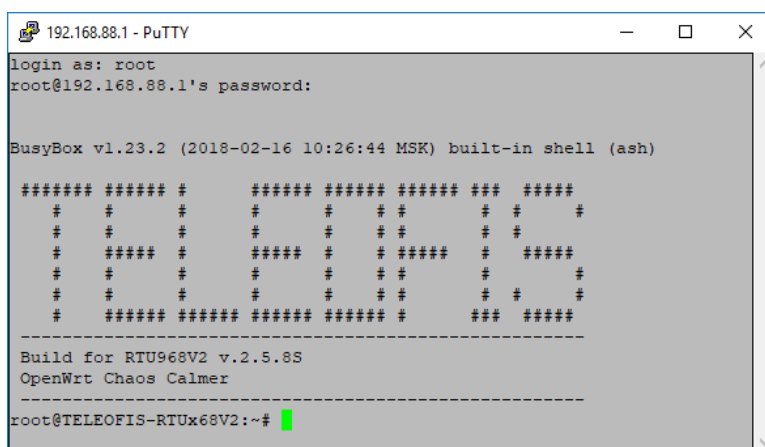 192.168.88.1 - PuTTY
login as: root
root@192.168.88.1's password:
BusyBox v1.23.2 (2018-02-16 10:26:44 MSK) built-in shell (ash)
TELEOFIS
Build for RTU968V2 v.2.5.8S
OpenWrt Chaos Calmer
root@TELEOFIS-RTUx68V2:~#